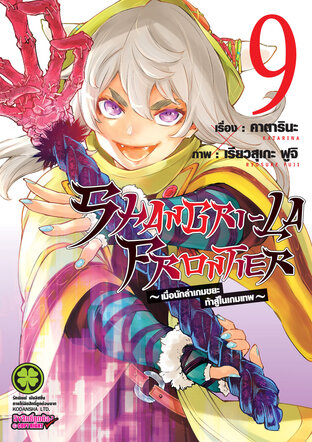 9
เรื่อง : คาตารินะ
KATARINA
ภาพ : เรียวสุเกะ ฟูจิ
RYOSUKE FUJI
SHANGRI-LA
FRONTIER
~ เมื่อนักล่าเกมขยะ
ท้าสู้ในเกมเทพ ~
KODANSHA LTD.